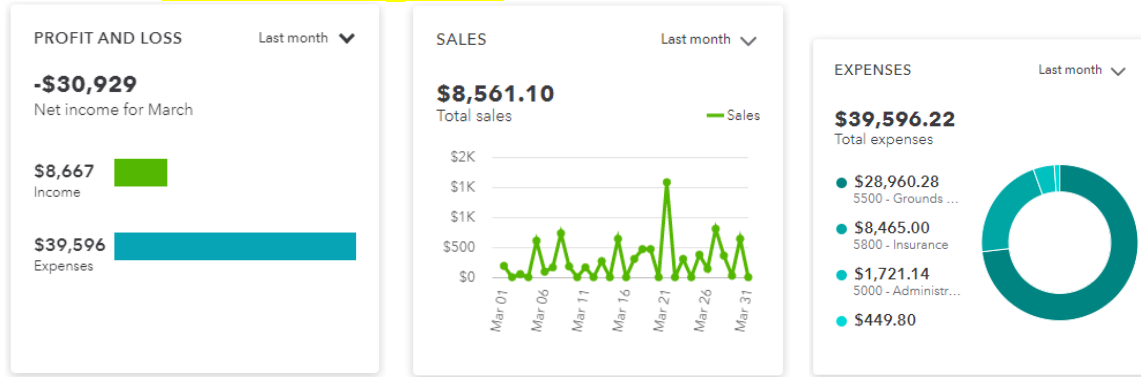 PROFIT AND LOSS
Last month
-$30,929
Net income for March
$8,667
Income
$39,596
Expenses
SALES
Last month
$8,561.10
Total sales
Sales
$2K
$1K
$1K
$500
$0
Mar 01
Mar 06
Mar 11
Mar 16
Mar 21
Mar 26
Mar 31
EXPENSES
Last month
$39,596.22
Total expenses
$28,960.28
5500 - Grounds ...
$8,465.00
5800 - Insurance
$1,721.14
5000 - Administr...
$449.80